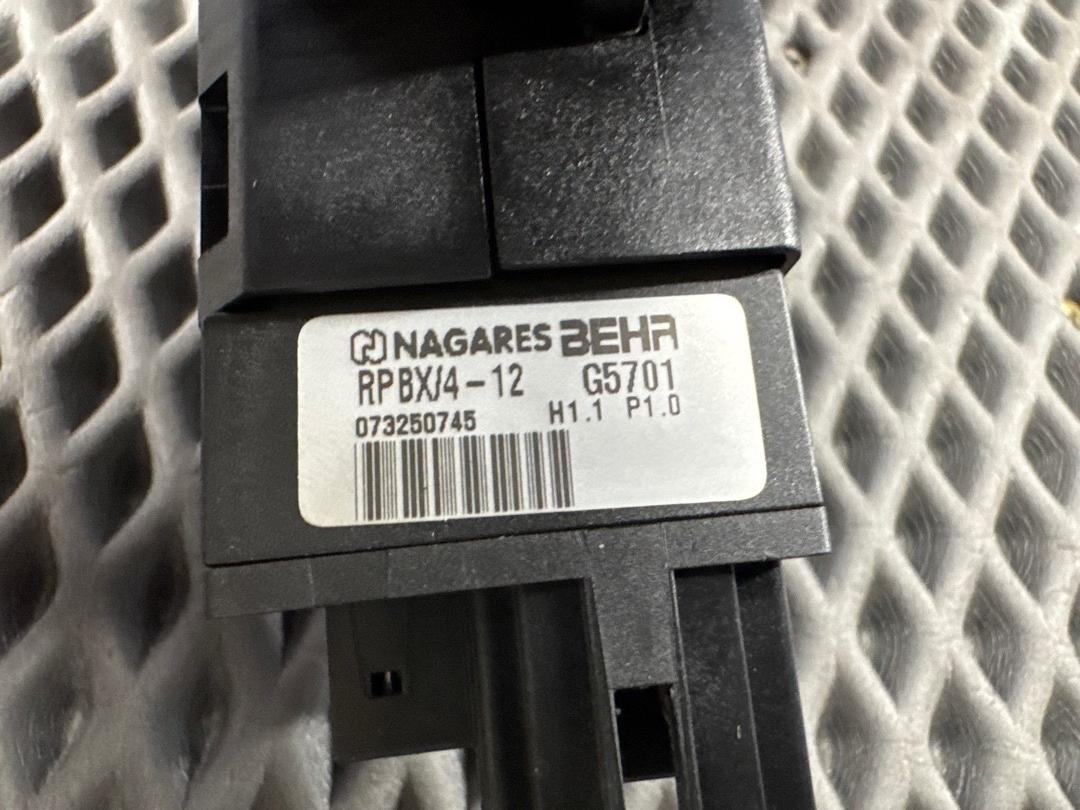 NAGARES BEHR
RPBX/4-12 G5701
073250745 H1.1 P1.0